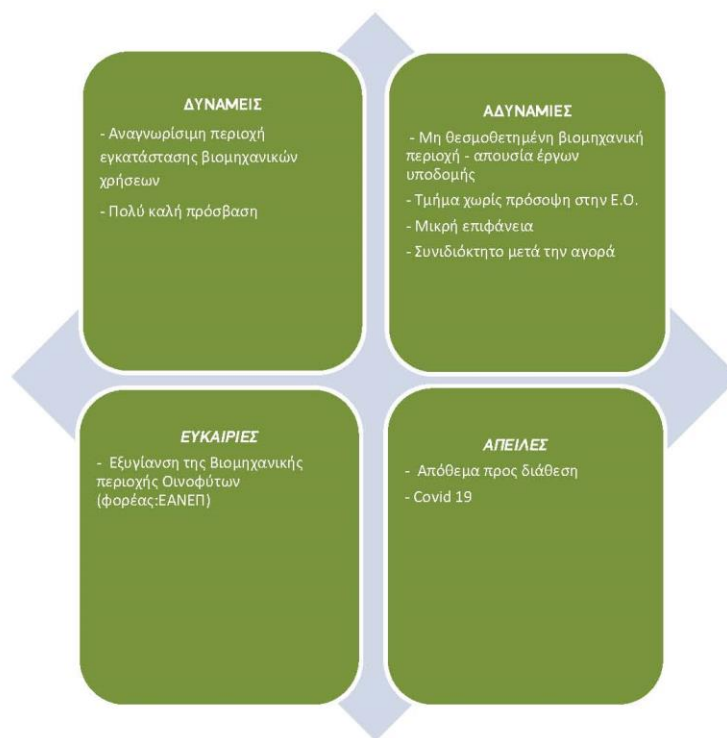 ΔΥΝΑΜΕΙΣ
- Αναγνωρίσιμη περιοχή
εγκατάστασης βιομηχανικών
χρήσεων
- Πολύ καλή πρόσβαση
ΑΔΥΝΑΜΙΕΣ
- Μη θεσμοθετημένη βιομηχανική
περιοχή - απουσία έργων
υποδομής
- Τμήμα χωρίς πρόσοψη στην Ε.Ο.
- Μικρή επιφάνεια
- Συνιδιόκτητο μετά την αγορά
ΕΥΚΑΙΡΙΕΣ
- Εξυγίανση της Βιομηχανικής
περιοχής Οινοφύτων
(φορέας:ΕΑΝΕΠ)
ΑΠΕΙΛΕΣ
- Απόθεμα προς διάθεση
- Covid 19